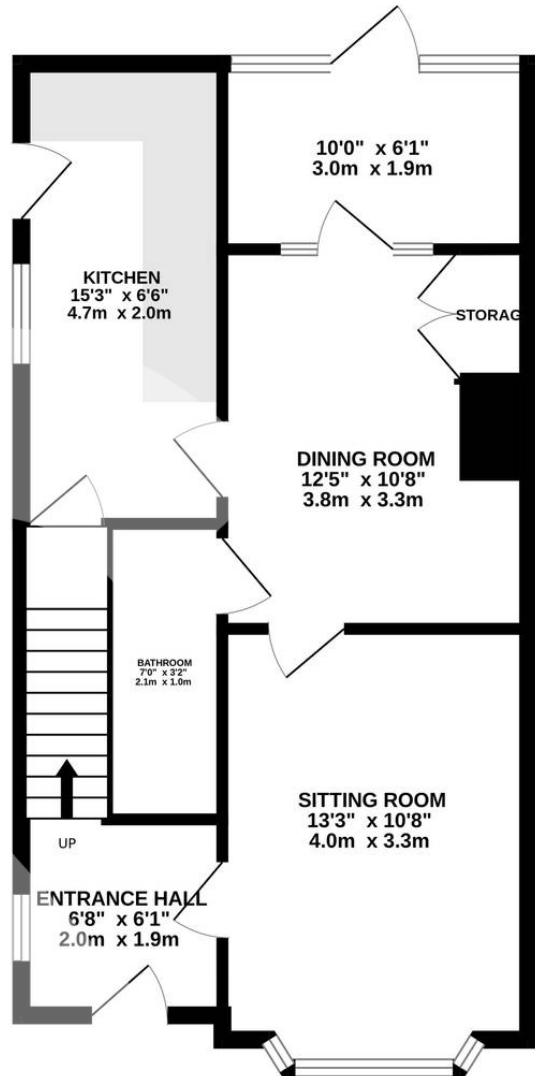 10'0" x 6'1"
3.0m x 1.9m
KITCHEN
15'3" x 6'6"
4.7m x 2.0m
STORAG
DINING ROOM
12'5" x 10'8"
3.8m x 3.3m
BATHROOM
7'0" x 3'2"
2.1m x 1.0m
SITTING ROOM
13'3" x 10'8"
4.0m x 3.3m
UP
ENTRANCE HALL
6'8" x 6'1"
2.0m x 1.9m